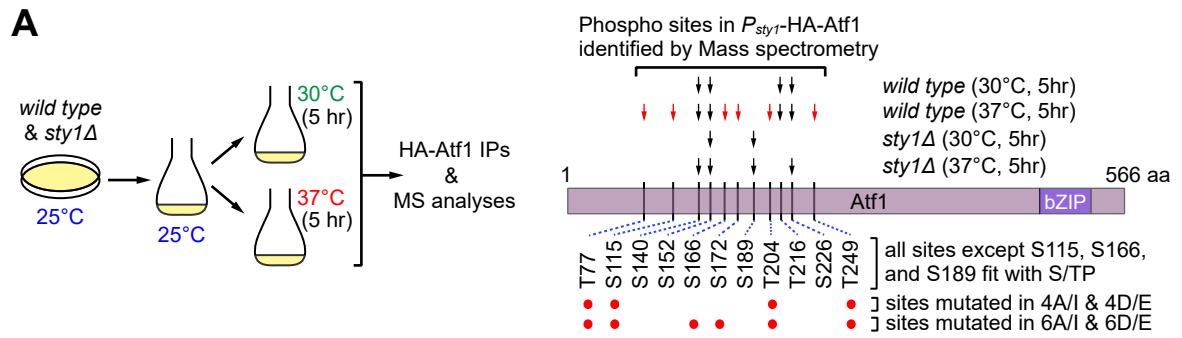 A
wild type
& sty1Δ
25°C
25°C
30°C
(5 hr)
37°C
(5 hr)
HA-Atf1 IPs
&
MS analyses
Phospho sites in Psty1-HA-Atf1
identified by Mass spectrometry
wild type (30°C, 5hr)
wild type (37°C, 5hr)
sty1Δ (30°C, 5hr)
sty1Δ (37°C, 5hr)
1
566 aa
Atf1
bZIP
T77
S115
S140
S152
S166
S172
S189
T204
T216
S226
T249
all sites except S115, S166,
and S189 fit with S/TP
sites mutated in 4A/I & 4D/E
sites mutated in 6A/I & 6D/E